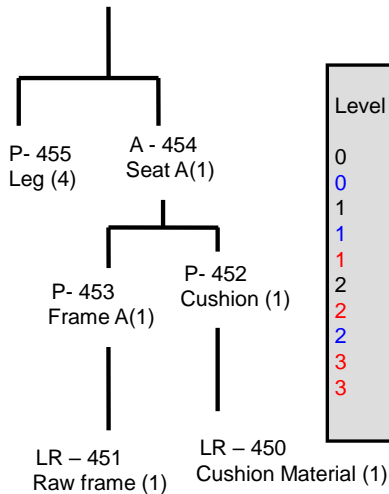 P- 455
Leg (4)
A - 454
Seat A(1)
P- 453
Frame A(1)
P- 452
Cushion (1)
LR – 451
Raw frame (1)
LR – 450
Cushion Material (1)
Level
0
0
1
1
1
2
2
2
3
3